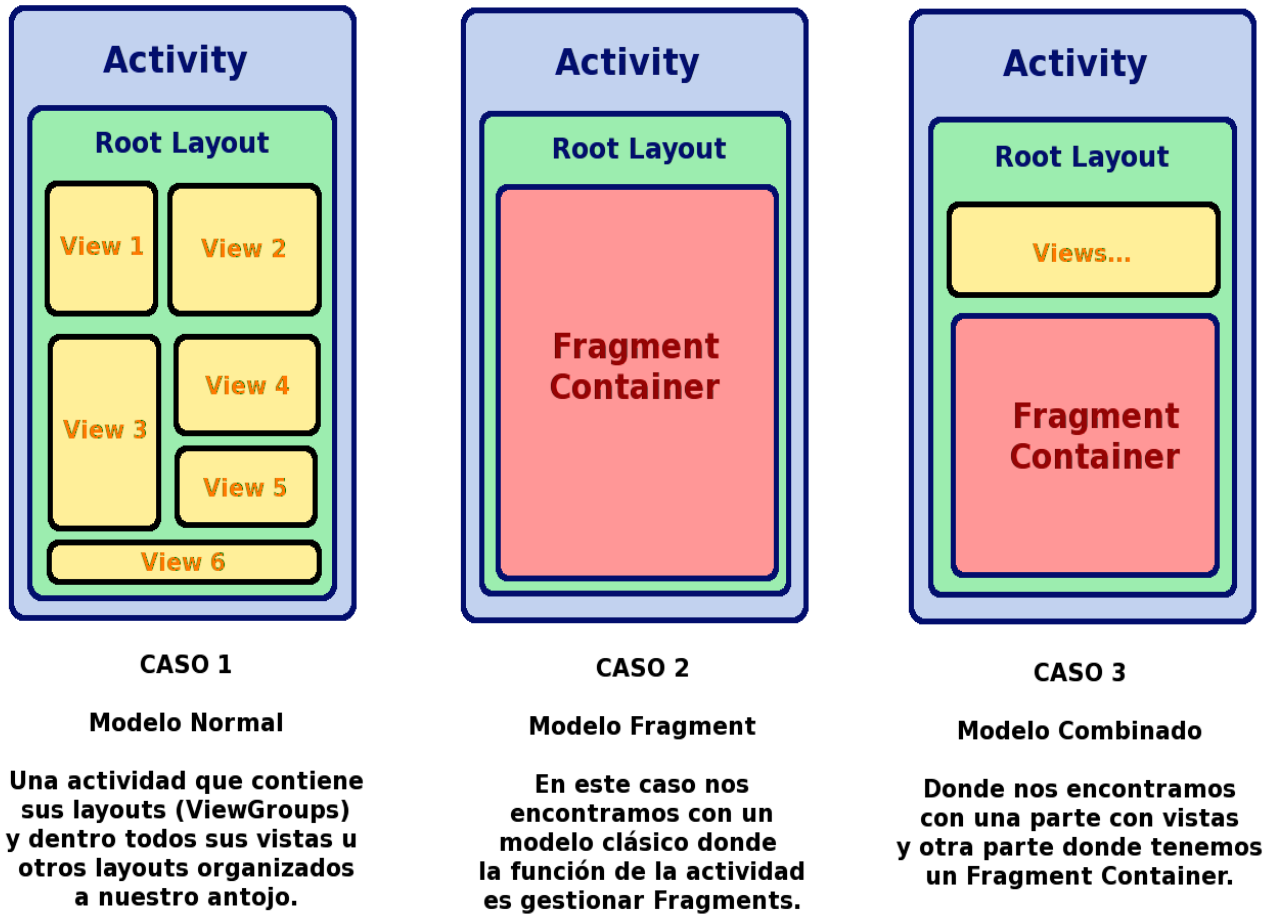 Activity
Root Layout
View 1
View 2
View 3
View 4
View 5
View 6
CASO 1
Modelo Normal
Una actividad que contiene
sus layouts (ViewGroups)
y dentro todos sus vistas u
otros layouts organizados
a nuestro antojo.
Activity
Root Layout
Fragment
Container
CASO 2
Modelo Fragment
En este caso nos
encontramos con un
modelo clásico donde
la función de la actividad
es gestionar Fragments.
Activity
Root Layout
Views...
Fragment
Container
CASO 3
Modelo Combinado
Donde nos encontramos
con una parte con vistas
y otra parte donde tenemos
un Fragment Container.